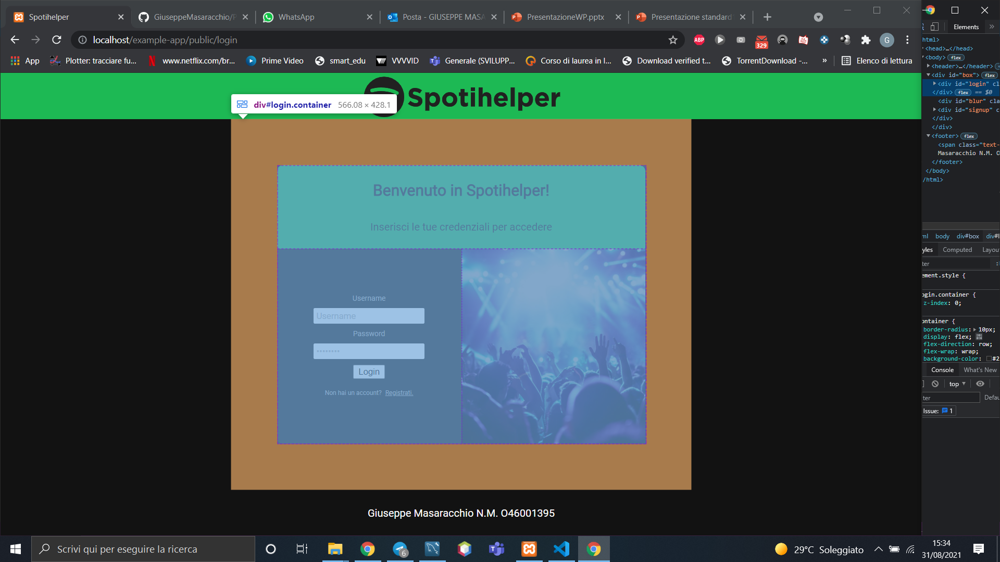 Spotihelper
GiuseppeMasaracchio/P
WhatsApp
Posta - GIUSEPPE MASA
PresentazioneWP.pptx
Presentazione standard
localhost/example-app/public/login
ABP
329
G
App
Plotter: tracciare fu...
www.netflix.com/br...
Prime Video
smart_edu
VVVVID
Generale (SVILUPP...
Corso di laurea in I...
Download verified t...
TorrentDownload -...
»
Elenco di lettura
Spotihelper
div#login.container 566.08 × 428.1
Benvenuto in Spotihelper!
Inserisci le tue credenziali per accedere
Username
Username
Password
••••••••
Login
Non hai un account? Registrati.
Giuseppe Masaracchio N.M. O46001395
Elements
»
html>
<head>…</head>
<body> flex
<header>…</header>
<div id="box"> flex
<div id="login" cl
</div> flex == $0
<div id="blur" cla
<div id="signup" c
</div>
</div>
<footer> flex
<span class="text-
Masaracchio N.M. O
</footer>
</body>
/html>
ml body div#box div#l
yles Computed Layou
ter
ement.style {
ogin.container {
z-index: 0;
ontainer {
border-radius: 10px;
display: flex;
flex-direction: row;
flex-wrap: wrap;
background-color: #2
Console What's New
top
ter Defau
Issue: 1
Scrivi qui per eseguire la ricerca
6
29°C Soleggiato
15:34
31/08/2021